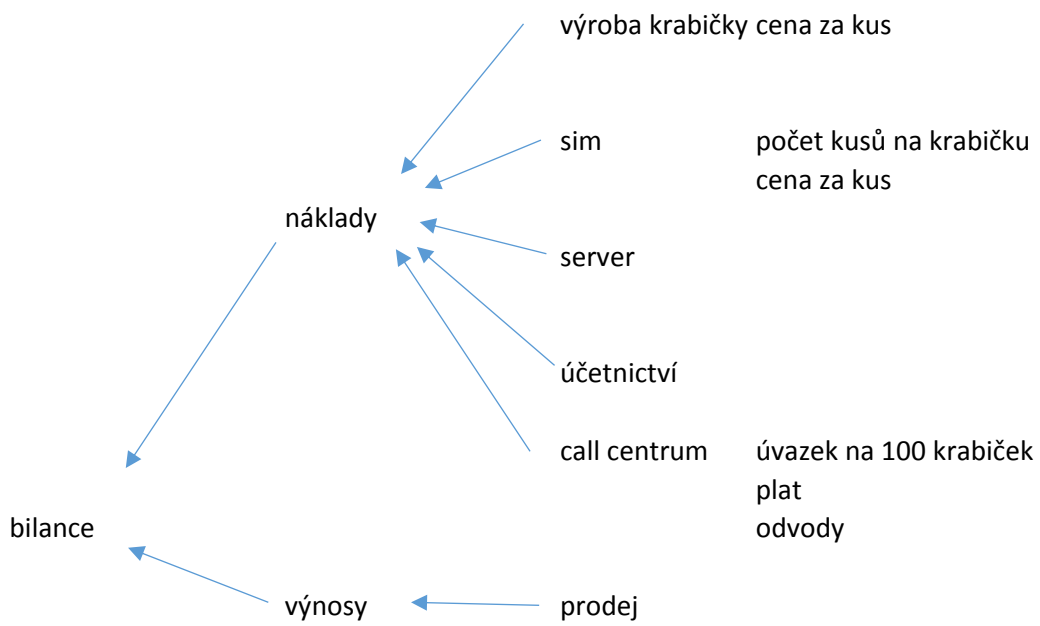 výroba krabičky cena za kus
sim počet kusů na krabičku
cena za kus
náklady
server
účetnictví
call centrum úvazek na 100 krabiček
plat
bilance odvody
výnosy prodej